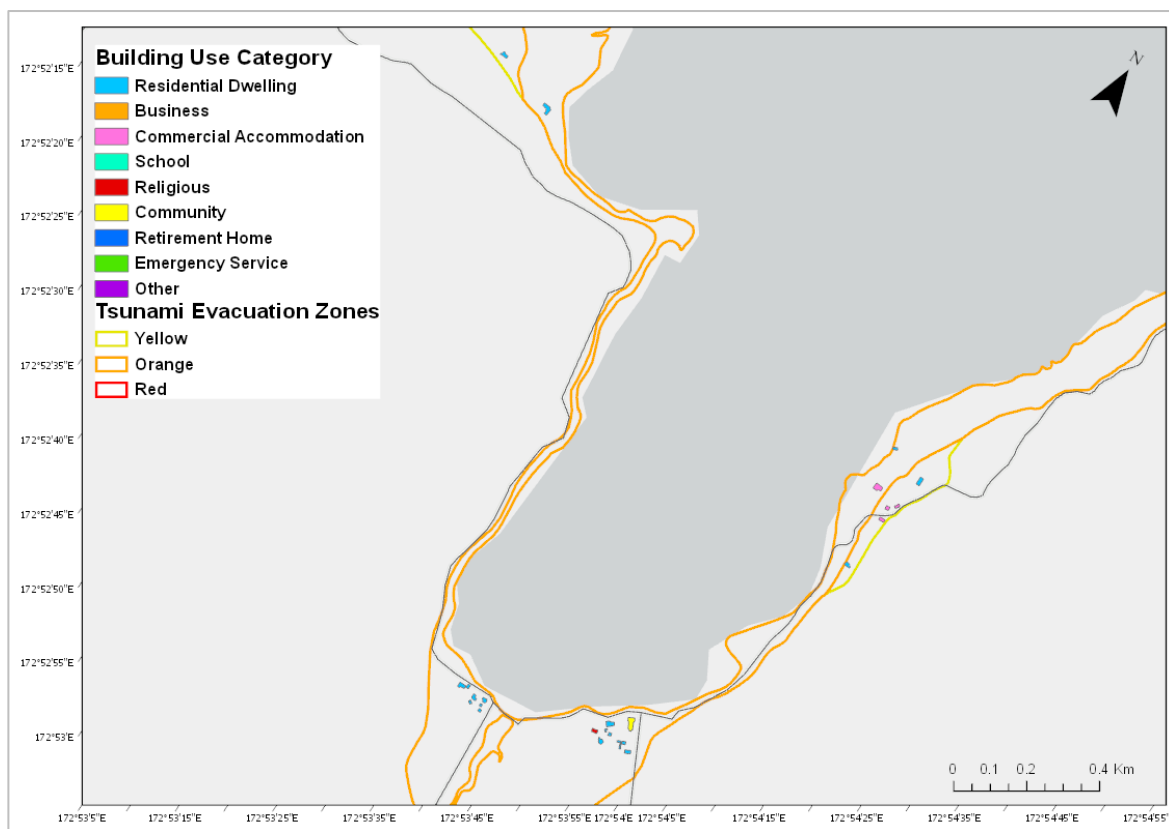 Building Use Category
Residential Dwelling
Business
Commercial Accommodation
School
Religious
Community
Retirement Home
Emergency Service
Other
Tsunami Evacuation Zones
Yellow
Orange
Red
N
172°52'15"E
172°52'20"E
172°52'25"E
172°52'30"E
172°52'35"E
172°52'40"E
172°52'45"E
172°52'50"E
172°52'55"E
172°53'E
0 0.1 0.2 0.4 Km
172°53'5"E 172°53'15"E 172°53'25"E 172°53'35"E 172°53'45"E 172°53'55"E 172°54'E 172°54'5"E 172°54'15"E 172°54'25"E 172°54'35"E 172°54'45"E 172°54'55"E